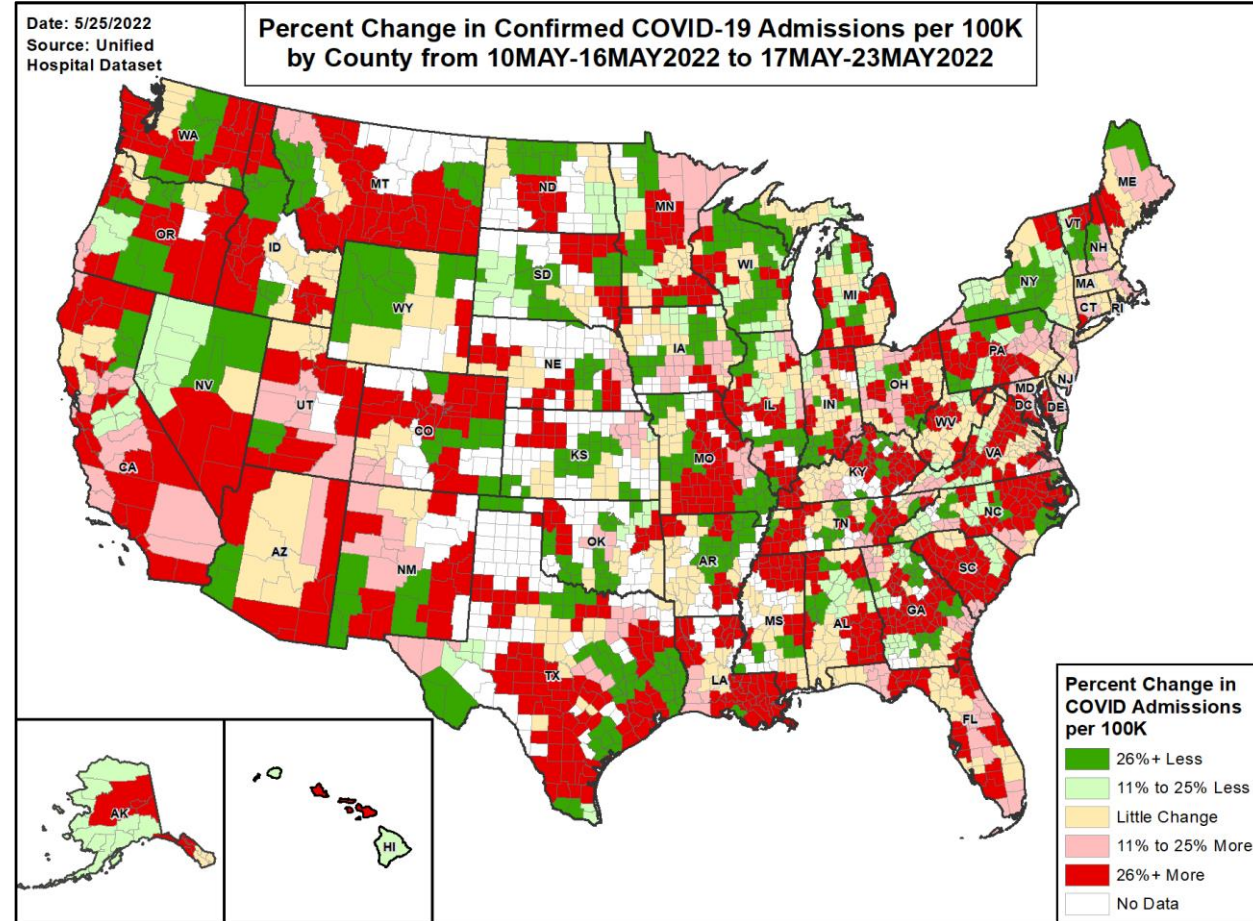 Date: 5/25/2022
Source: Unified
Hospital Dataset
Percent Change in Confirmed COVID-19 Admissions per 100K
by County from 10MAY-16MAY2022 to 17MAY-23MAY2022
WA
MT
ND
MN
ME
VT
NH
OR
ID
SD
WI
NY
MA
WY
MI
CT
RI
IA
PA
NE
NJ
NV
OH
MD
UT
IL
IN
DC
DE
CO
WV
CA
KS
MO
KY
VA
NC
TN
OK
AZ
NM
AR
SC
MS
AL
GA
TX
LA
FL
AK
HI
Percent Change in
COVID Admissions
per 100K
26%+ Less
11% to 25% Less
Little Change
11% to 25% More
26%+ More
No Data